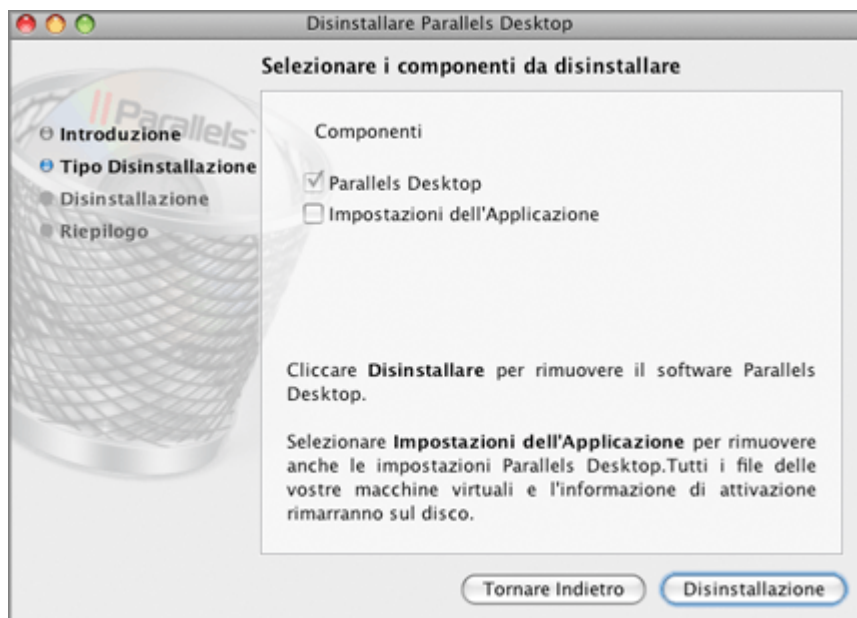 Disinstallare Parallels Desktop
Selezionare i componenti da disinstallare
Parallels
Introduzione
Tipo Disinstallazione
Disinstallazione
Riepilogo
Componenti
Parallels Desktop
Impostazioni dell'Applicazione
Cliccare Disinstallare per rimuovere il software Parallels
Desktop.
Selezionare Impostazioni dell'Applicazione per rimuovere
anche le impostazioni Parallels Desktop.Tutti i file delle
vostre macchine virtuali e l'informazione di attivazione
rimarranno sul disco.
Tornare Indietro
Disinstallazione